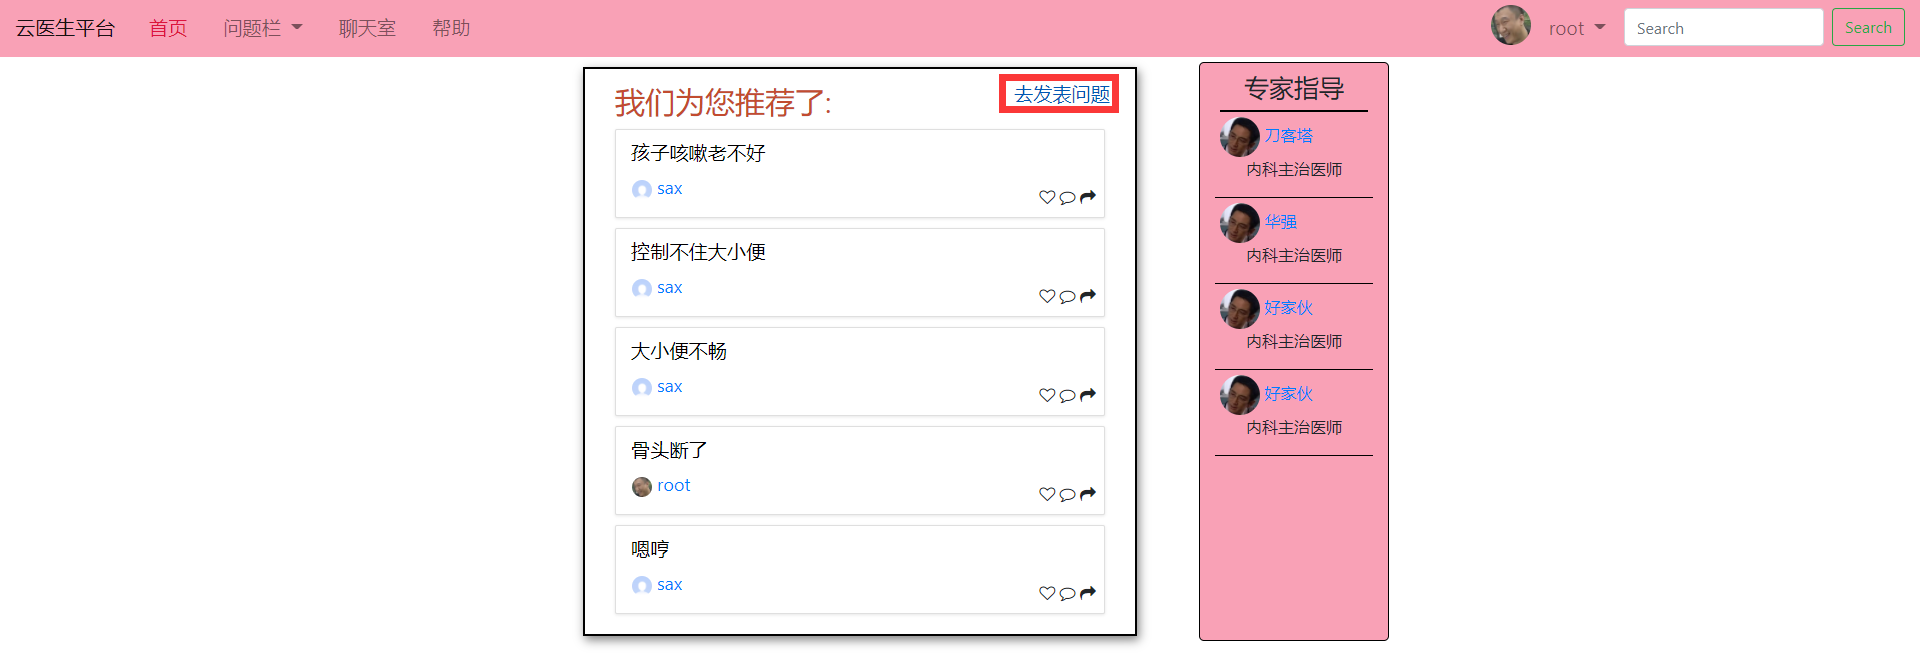 云医生平台 首页 问题栏 聊天室 帮助 root Search Search
我们为您推荐了: 去发表问题
孩子咳嗽老不好
sax
控制不住大小便
sax
大小便不畅
sax
骨头断了
root
嗯哼
sax
专家指导
刀客塔
内科主治医师
华强
内科主治医师
好家伙
内科主治医师
好家伙
内科主治医师